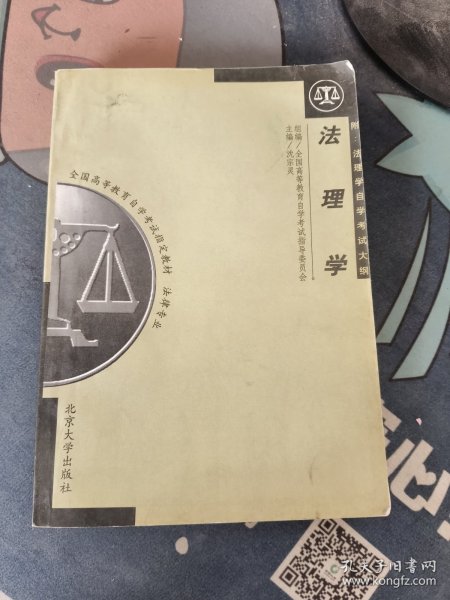 附：法理学自学考试大纲
法理学
组编／全国高等教育自学考试指导委员会
主编／沈宗灵
全国高等教育自学考试指定教材 法律专业
北京大学出版社
孔夫子旧书网
www.kongfz.com